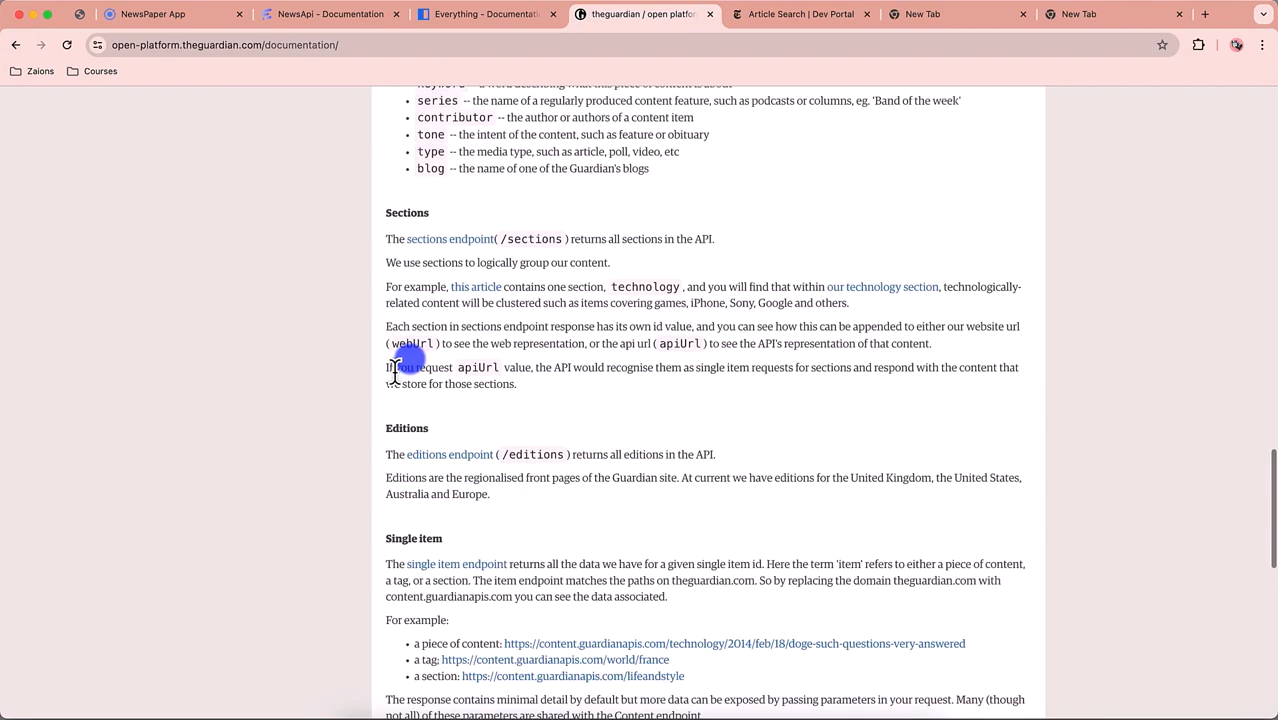 NewsPaper App
NewsApi - Documentation
Everything - Documentati
theguardian / open platfor
Article Search | Dev Portal
New Tab
New Tab
open-platform.theguardian.com/documentation/
Zaions
Courses
• series -- the name of a regularly produced content feature, such as podcasts or columns, eg. 'Band of the week'
• contributor -- the author or authors of a content item
• tone -- the intent of the content, such as feature or obituary
• type -- the media type, such as article, poll, video, etc
• blog -- the name of one of the Guardian's blogs
Sections
The sections endpoint( /sections )returns all sections in the API.
We use sections to logically group our content.
For example, this article contains one section, technology , and you will find that within our technology section, technologically-
related content will be clustered such as items covering games, iPhone, Sony, Google and others.
Each section in sections endpoint response has its own id value, and you can see how this can be appended to either our website url
( webUrl ) to see the web representation, or the api url ( apiUrl ) to see the API's representation of that content.
If you request apiUrl value, the API would recognise them as single item requests for sections and respond with the content that
we store for those sections.
Editions
The editions endpoint ( /editions ) returns all editions in the API.
Editions are the regionalised front pages of the Guardian site. At current we have editions for the United Kingdom, the United States,
Australia and Europe.
Single item
The single item endpoint returns all the data we have for a given single item id. Here the term 'item' refers to either a piece of content,
a tag, or a section. The item endpoint matches the paths on theguardian.com. So by replacing the domain theguardian.com with
content.guardianapis.com you can see the data associated.
For example:
• a piece of content: https://content.guardianapis.com/technology/2014/feb/18/doge-such-questions-very-answered
• a tag: https://content.guardianapis.com/world/france
• a section: https://content.guardianapis.com/lifeandstyle
The response contains minimal detail by default but more data can be exposed by passing parameters in your request. Many (though
not all) of these parameters are shared with the Content endpoint